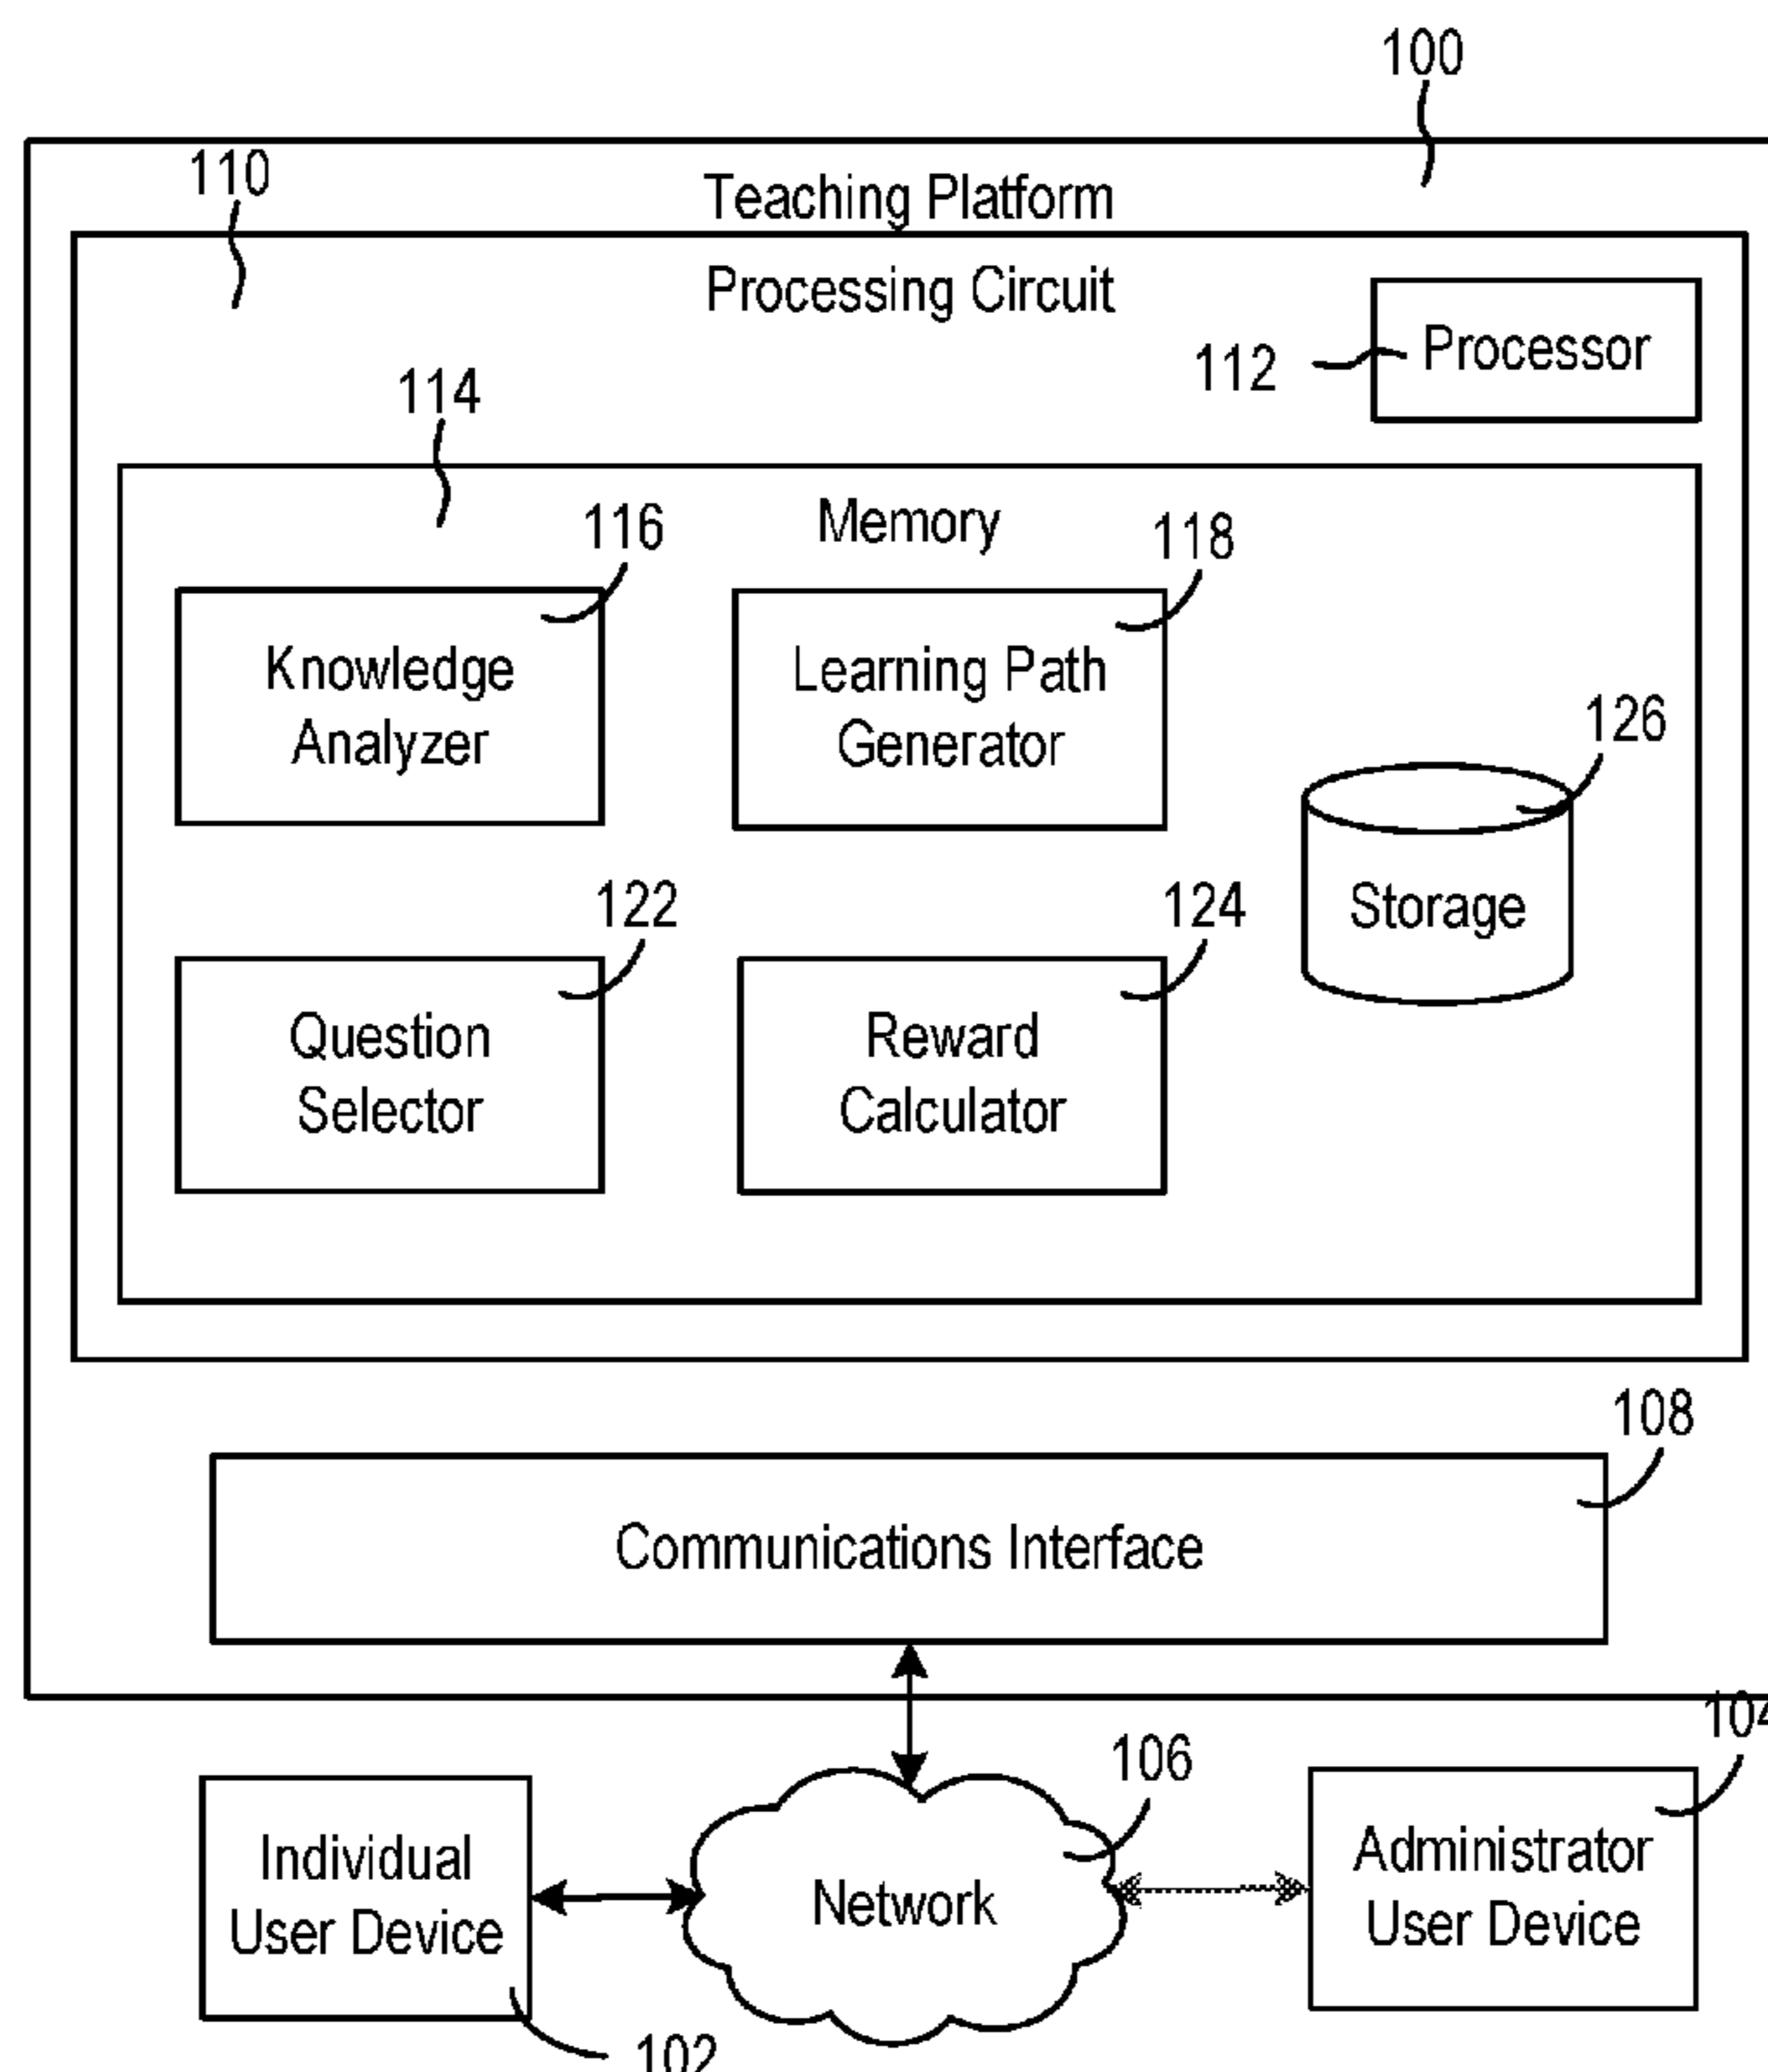 100
110
Teaching Platform
Processing Circuit
112
Processor
114
Memory
116
118
Knowledge
Analyzer
Learning Path
Generator
126
Storage
122
124
Question
Selector
Reward
Calculator
108
Communications Interface
104
106
Individual
User Device
Network
Administrator
User Device
102